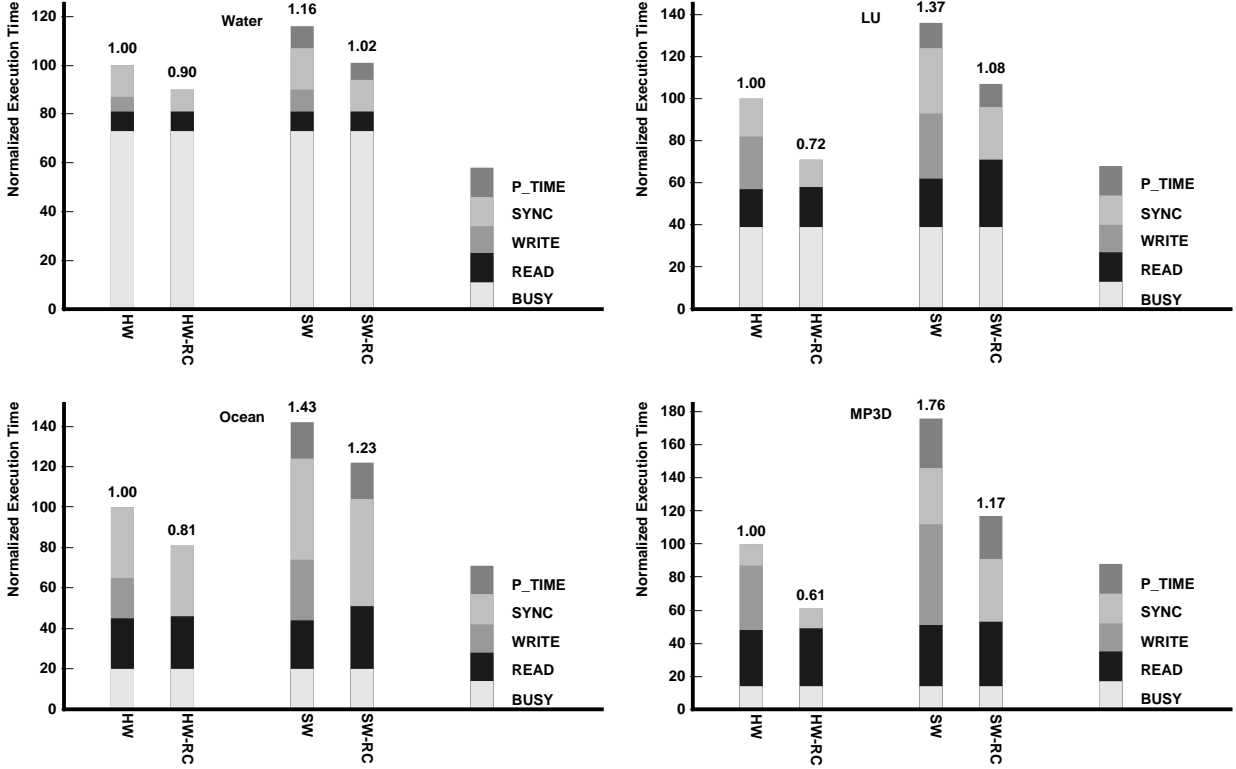 Water
Normalized Execution Time
120
100
80
60
40
20
0
1.00
0.90
1.16
1.02
P_TIME
SYNC
WRITE
READ
BUSY
HW
HW-RC
SW
SW-RC
LU
Normalized Execution Time
140
120
100
80
60
40
20
0
1.00
0.72
1.37
1.08
P_TIME
SYNC
WRITE
READ
BUSY
HW
HW-RC
SW
SW-RC
Ocean
Normalized Execution Time
140
120
100
80
60
40
20
0
1.00
0.81
1.43
1.23
P_TIME
SYNC
WRITE
READ
BUSY
HW
HW-RC
SW
SW-RC
MP3D
Normalized Execution Time
180
160
140
120
100
80
60
40
20
0
1.00
0.61
1.76
1.17
P_TIME
SYNC
WRITE
READ
BUSY
HW
HW-RC
SW
SW-RC